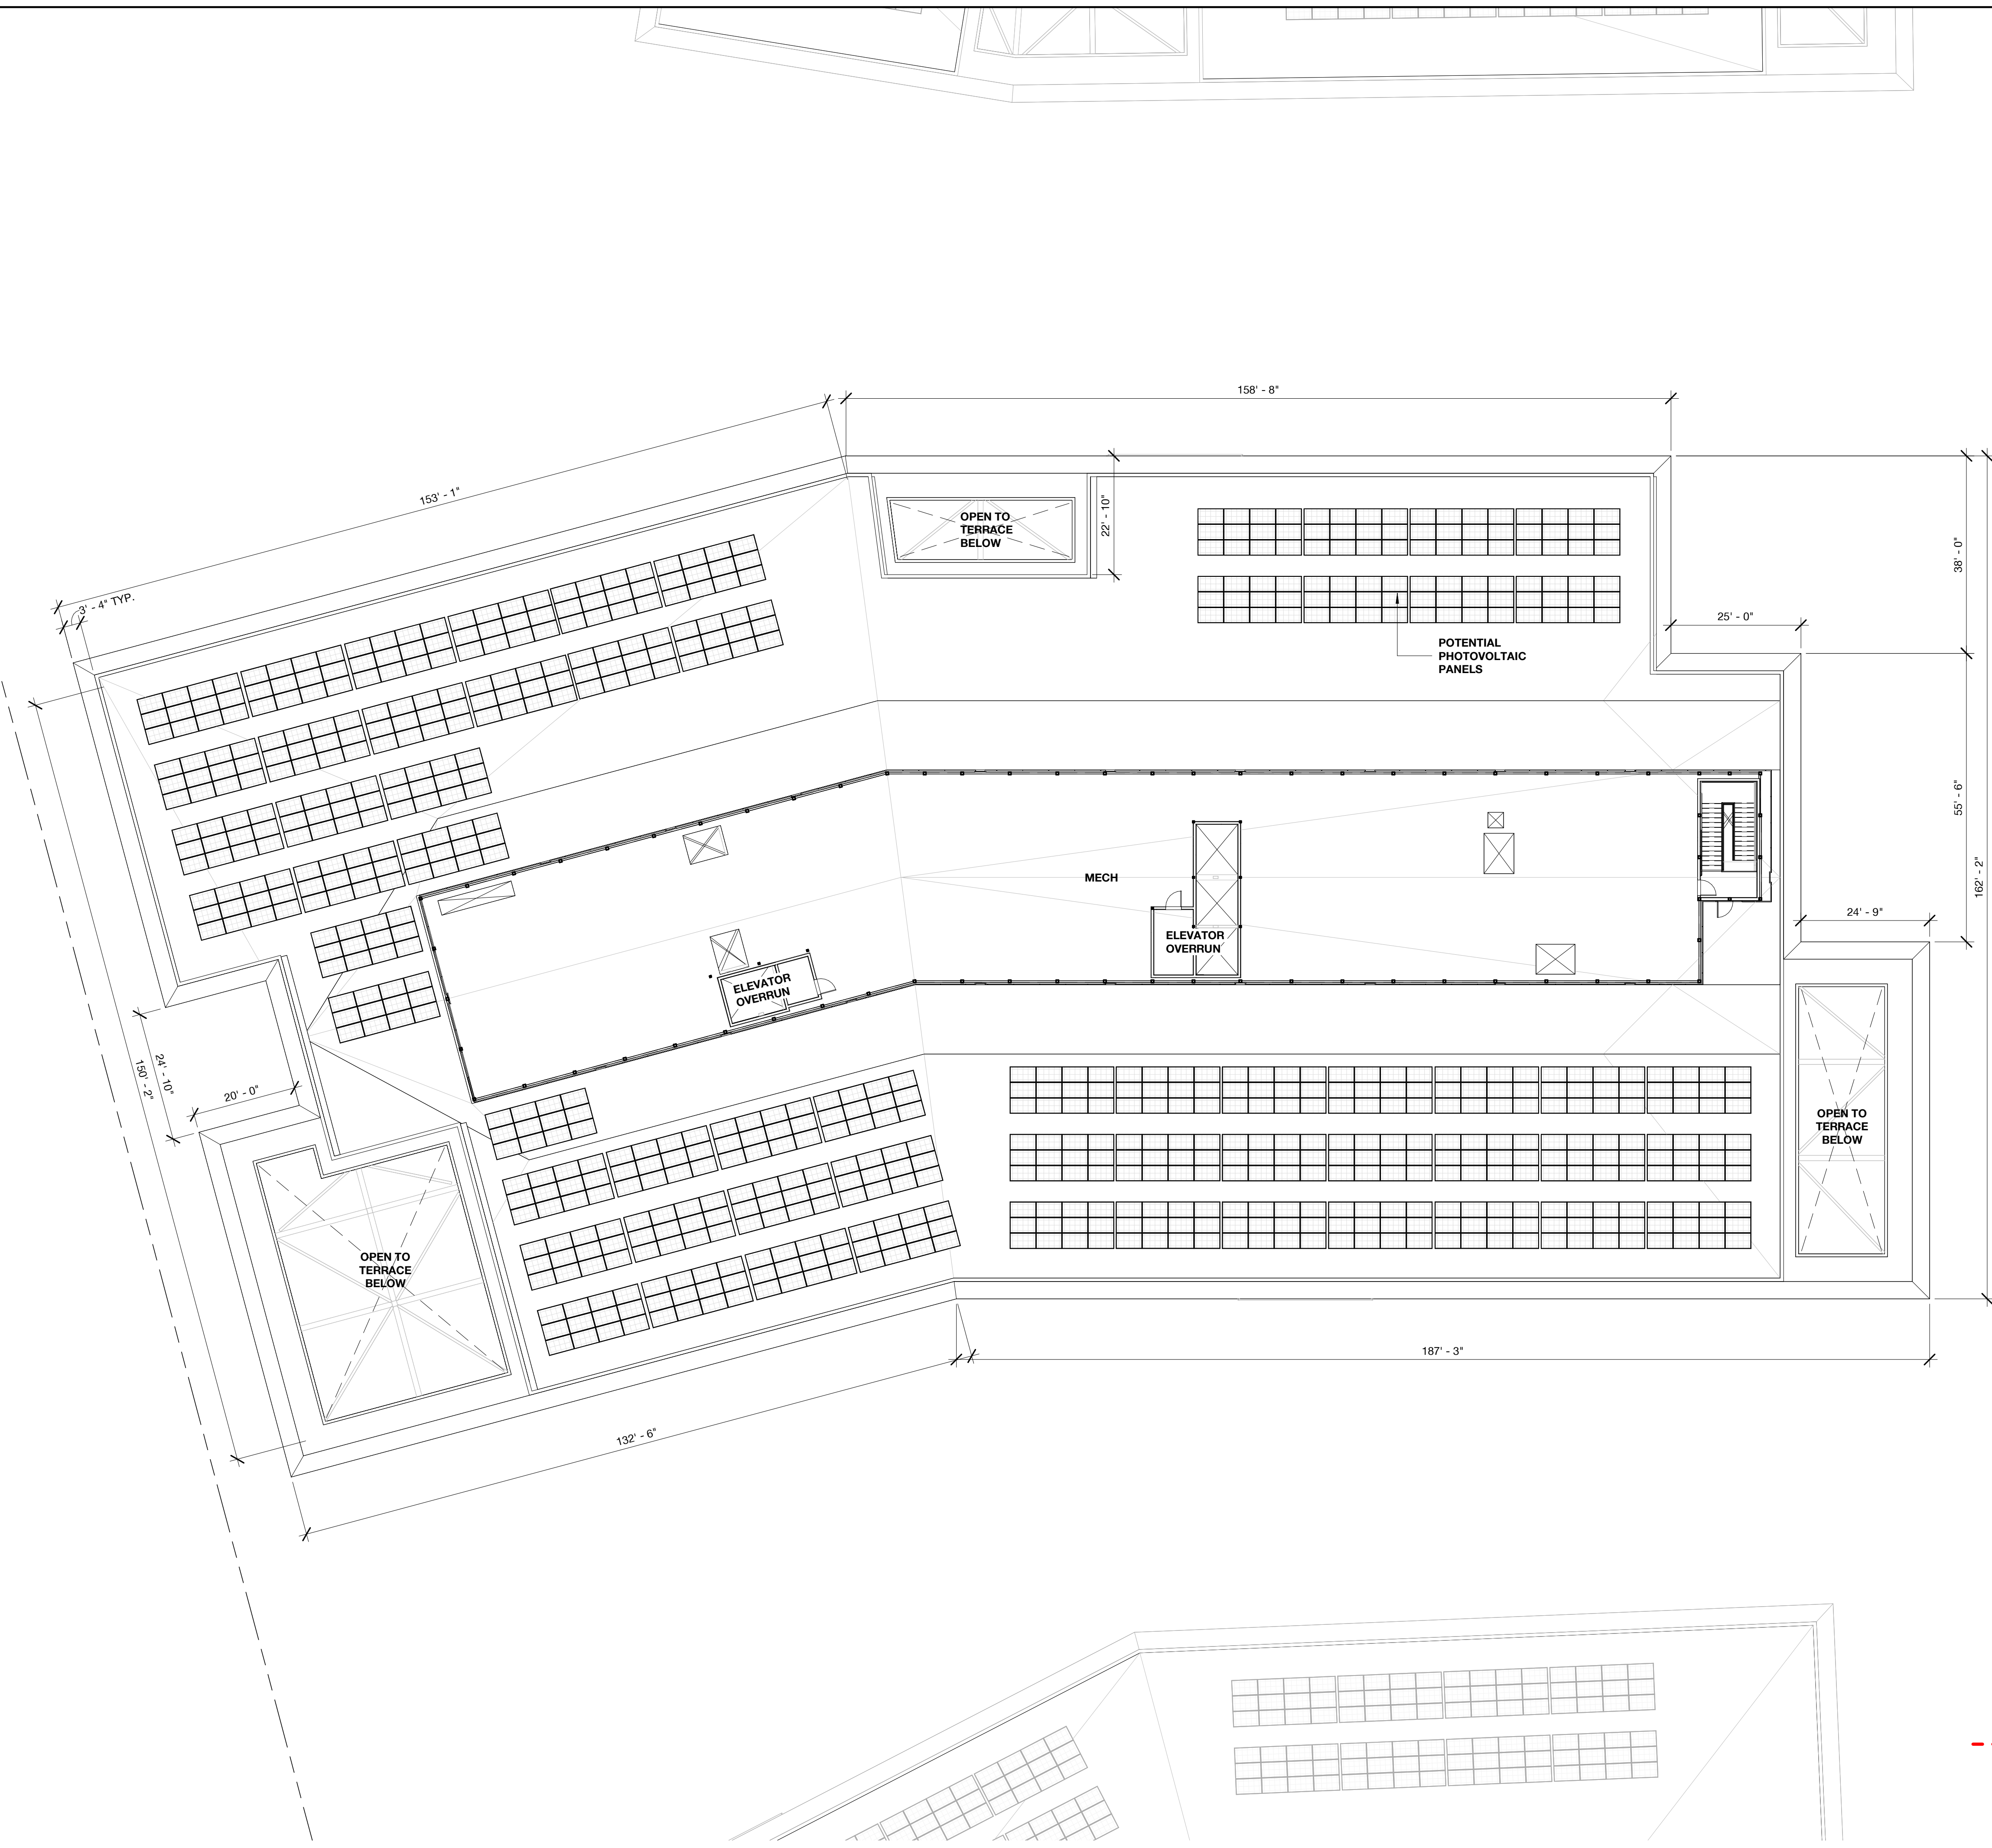 158' - 8"
153' - 1"
3' - 4" TYP.
OPEN TO
TERRACE
BELOW
22' - 10"
38' - 0"
25' - 0"
POTENTIAL
PHOTOVOLTAIC
PANELS
55' - 6"
162' - 2"
MECH
24' - 9"
ELEVATOR
OVERRUN
ELEVATOR
OVERRUN
24' - 10"
150' - 2"
20' - 0"
OPEN TO
TERRACE
BELOW
OPEN TO
TERRACE
BELOW
187' - 3"
132' - 6"